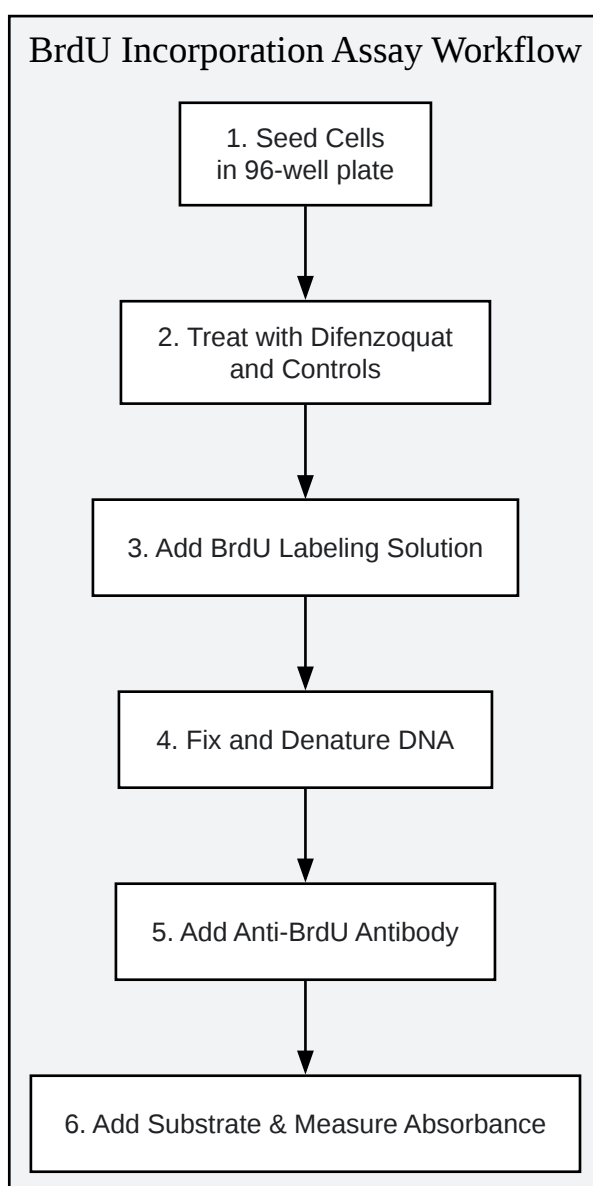 BrdU Incorporation Assay Workflow
1. Seed Cells
in 96-well plate
2. Treat with Difenzoquat
and Controls
3. Add BrdU Labeling Solution
4. Fix and Denature DNA
5. Add Anti-BrdU Antibody
6. Add Substrate & Measure Absorbance